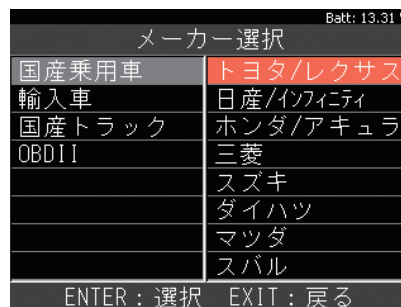 Batt: 13.31
メーカー選択
国産乗用車
輸入車
国産トラック
OBDII
トヨタ/レクサス
日産/ｲﾝﾌｨﾆﾃｨ
ホンダ/アキュラ
三菱
スズキ
ダイハツ
マツダ
スバル
ENTER：選択 EXIT：戻る